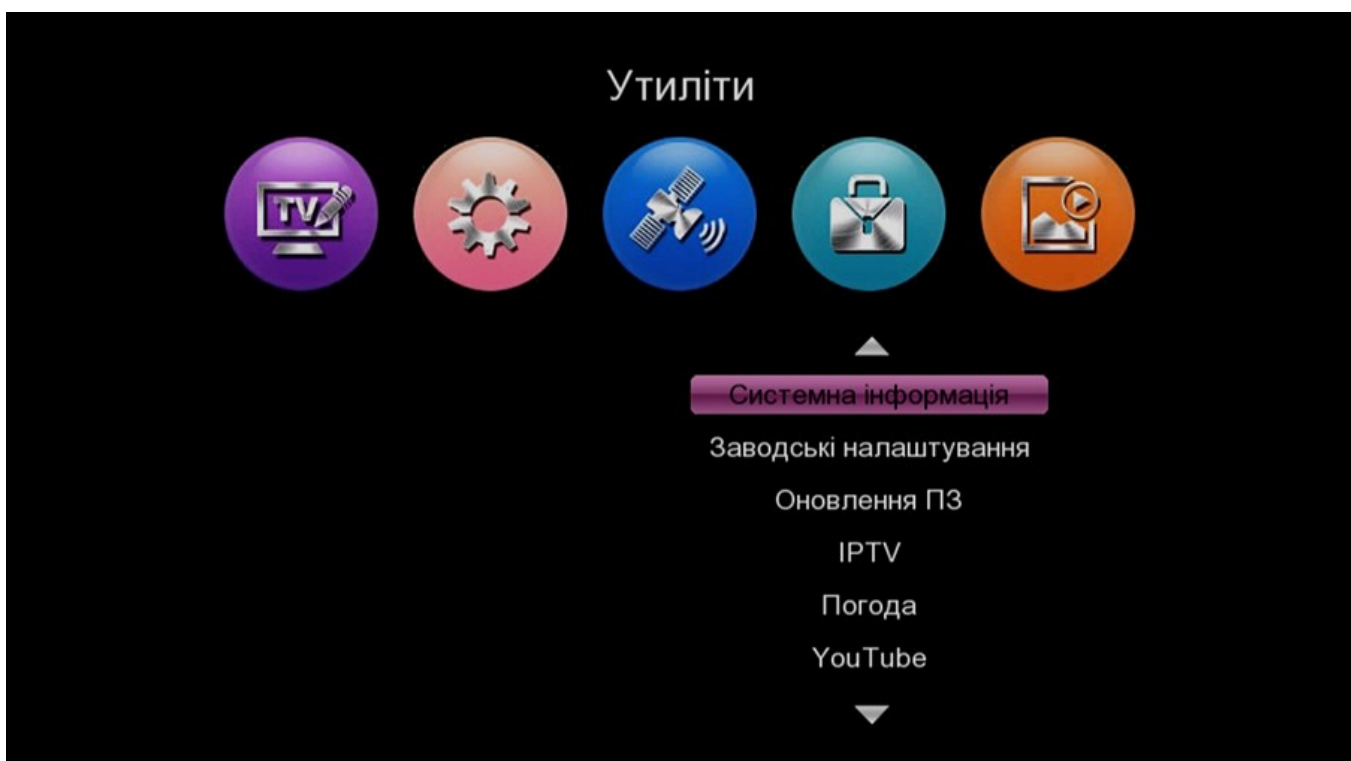 Утиліти
TV
Системна інформація
Заводські налаштування
Оновлення ПЗ
IPTV
Погода
YouTube